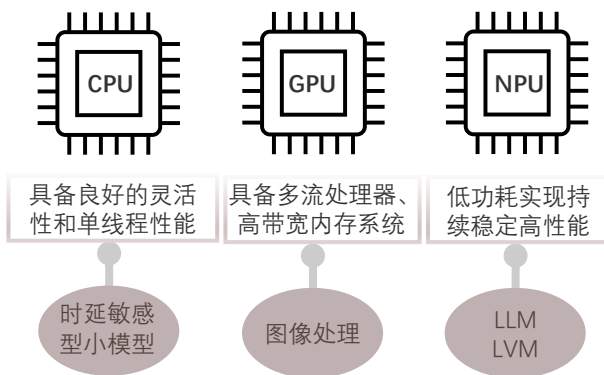 CPU
GPU
NPU
具备良好的灵活
性和单线程性能
具备多流处理器、
高带宽内存系统
低功耗实现持
续稳定高性能
时延敏感
型小模型
图像处理
LLM
LVM